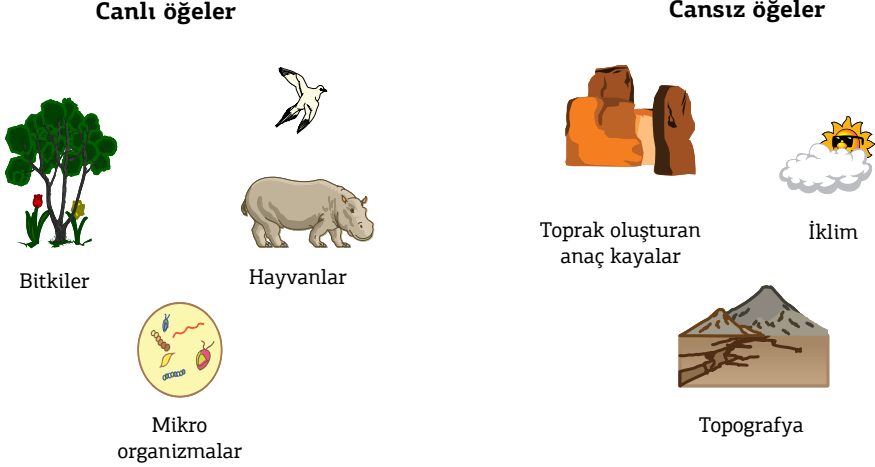 Canlı öğeler
Cansız öğeler
Bitkiler
Hayvanlar
Mikro
organizmalar
Toprak oluşturan
anaç kayalar
İklim
Topografya